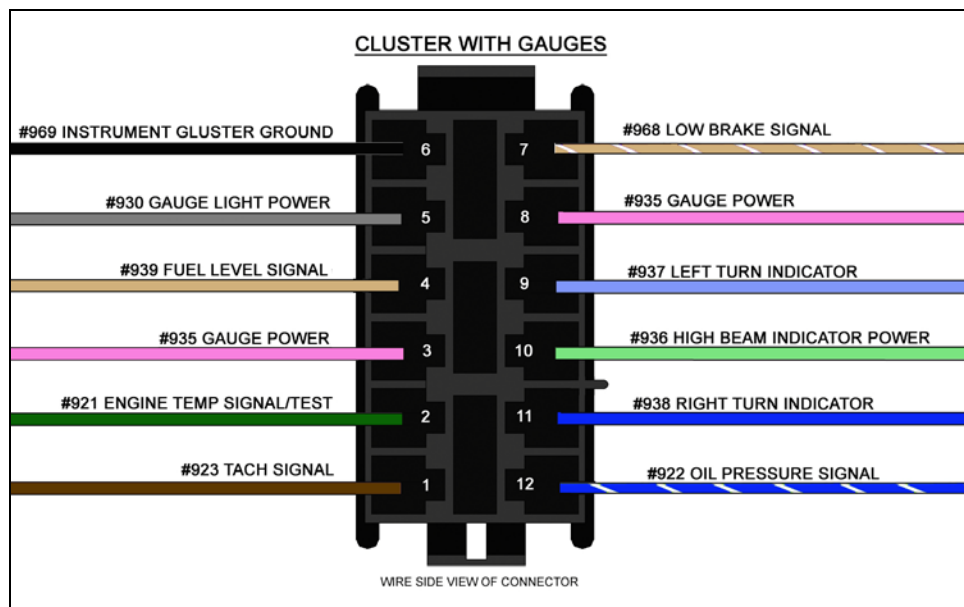 CLUSTER WITH GAUGES
#969 INSTRUMENT GLUSTER GROUND
6
7
#968 LOW BRAKE SIGNAL
#930 GAUGE LIGHT POWER
5
8
#935 GAUGE POWER
#939 FUEL LEVEL SIGNAL
4
9
#937 LEFT TURN INDICATOR
#935 GAUGE POWER
3
10
#936 HIGH BEAM INDICATOR POWER
#921 ENGINE TEMP SIGNAL/TEST
2
11
#938 RIGHT TURN INDICATOR
#923 TACH SIGNAL
1
12
#922 OIL PRESSURE SIGNAL
WIRE SIDE VIEW OF CONNECTOR